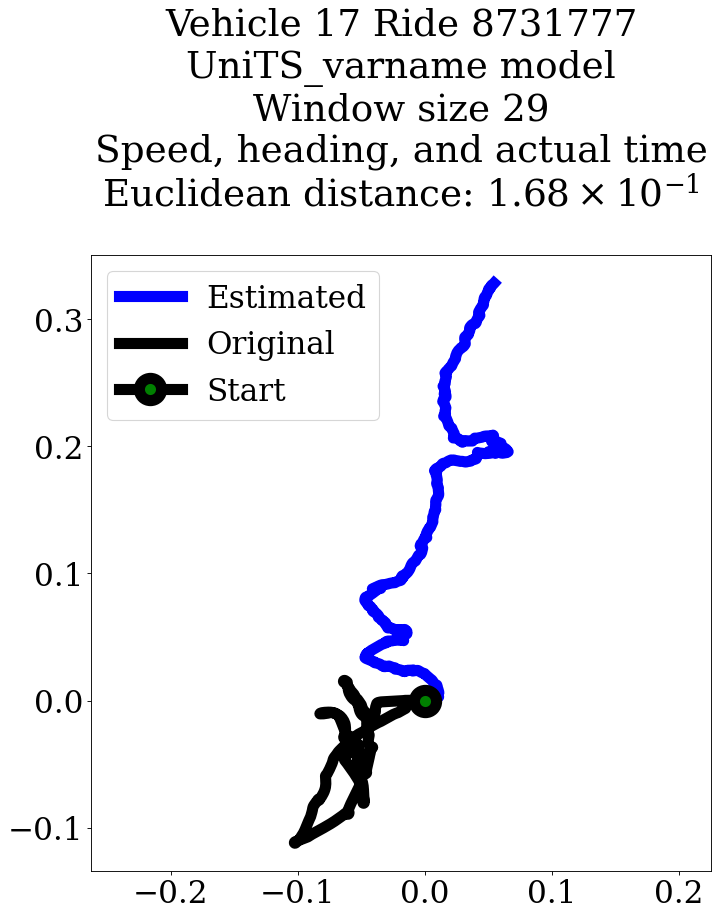 Vehicle 17 Ride 8731777
UniTS_varname model
Window size 29
Speed, heading, and actual time
Euclidean distance: 1.68 × 10⁻¹
Estimated
Original
Start
0.3
0.2
0.1
0.0
−0.1
−0.2 −0.1 0.0 0.1 0.2